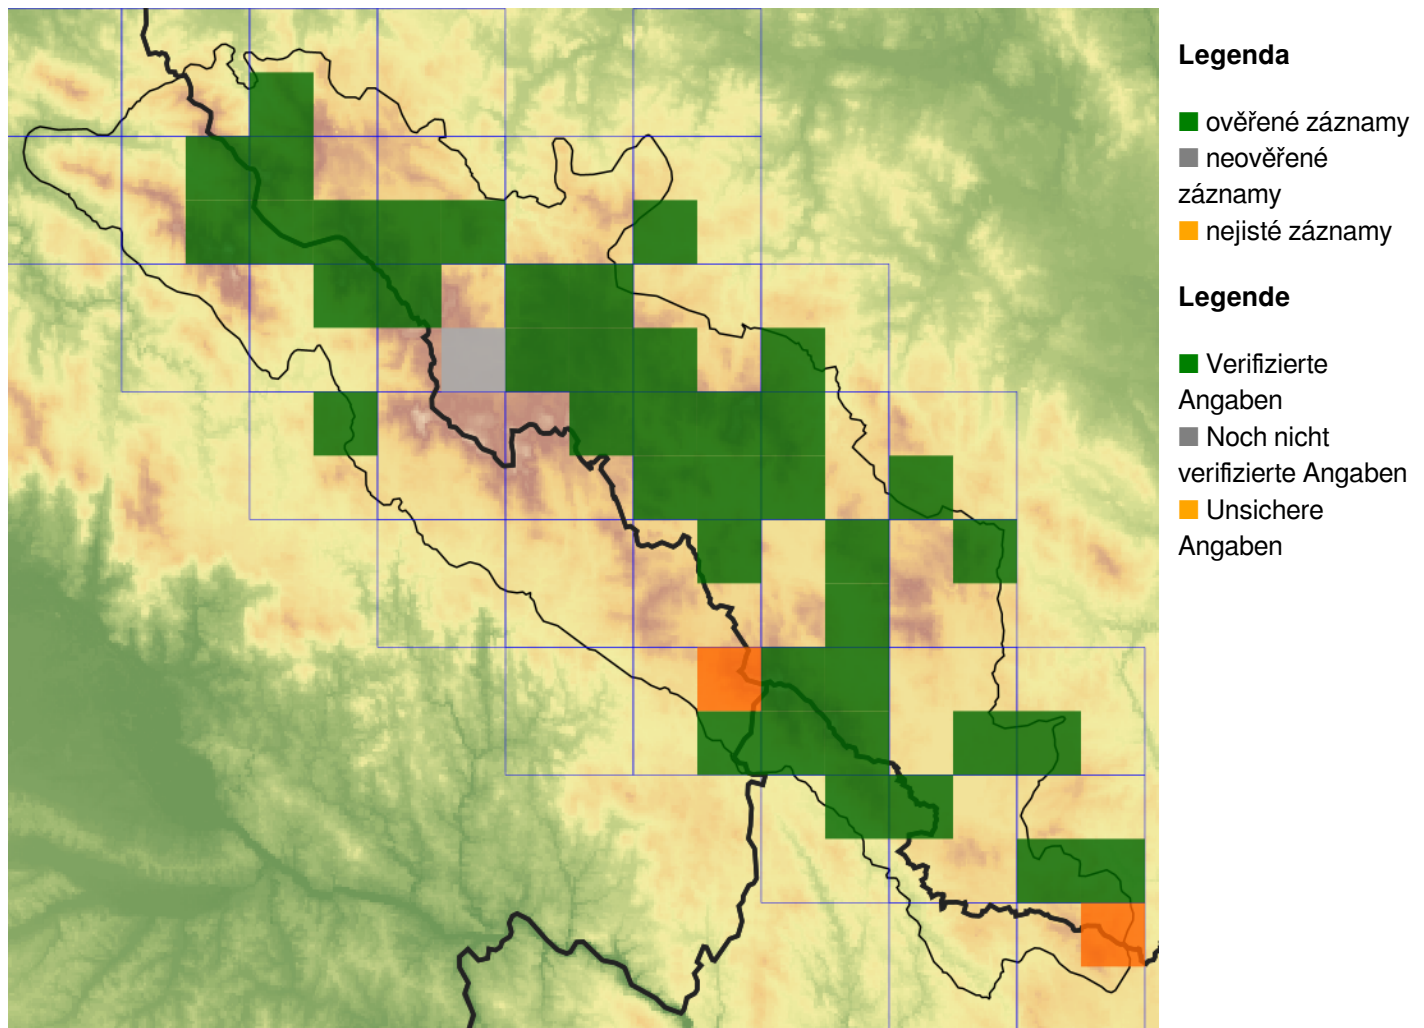 Legenda
ověřené záznamy
neověřené
záznamy
nejisté záznamy
Legende
Verifizierte
Angaben
Noch nicht
verifizierte Angaben
Unsichere
Angaben